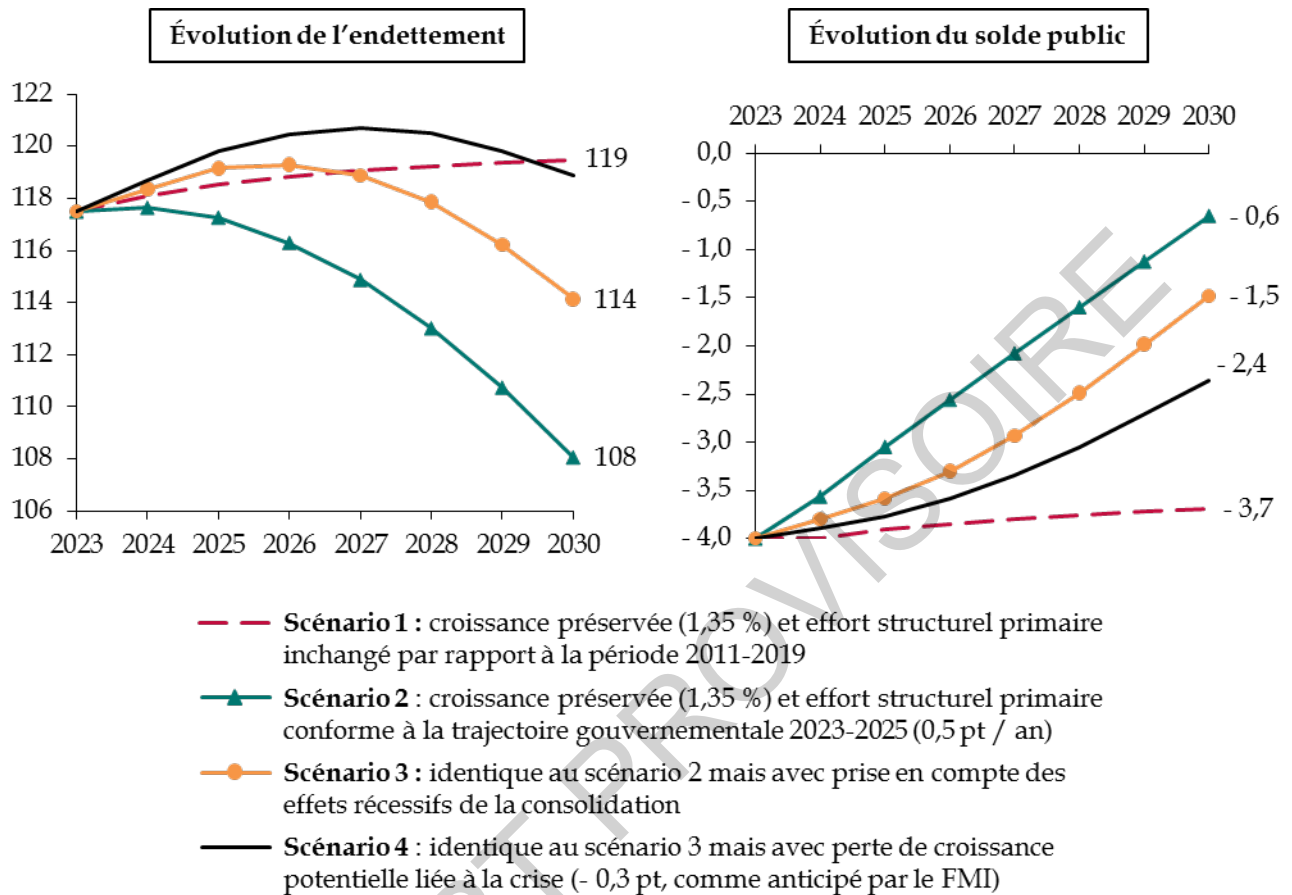 Évolution de l'endettement
Évolution du solde public
122
120
118
116
114
112
110
108
106
2023 2024 2025 2026 2027 2028 2029 2030
119
114
108
2023 2024 2025 2026 2027 2028 2029 2030
0,0
- 0,5
- 1,0
- 1,5
- 2,0
- 2,5
- 3,0
- 3,5
- 4,0
- 0,6
- 1,5
- 2,4
- 3,7
Scénario 1 : croissance préservée (1,35 %) et effort structurel primaire
inchangé par rapport à la période 2011-2019
Scénario 2 : croissance préservée (1,35 %) et effort structurel primaire
conforme à la trajectoire gouvernementale 2023-2025 (0,5 pt / an)
Scénario 3 : identique au scénario 2 mais avec prise en compte des
effets récessifs de la consolidation
Scénario 4 : identique au scénario 3 mais avec perte de croissance
potentielle liée à la crise (- 0,3 pt, comme anticipé par le FMI)
PROVISOIRE